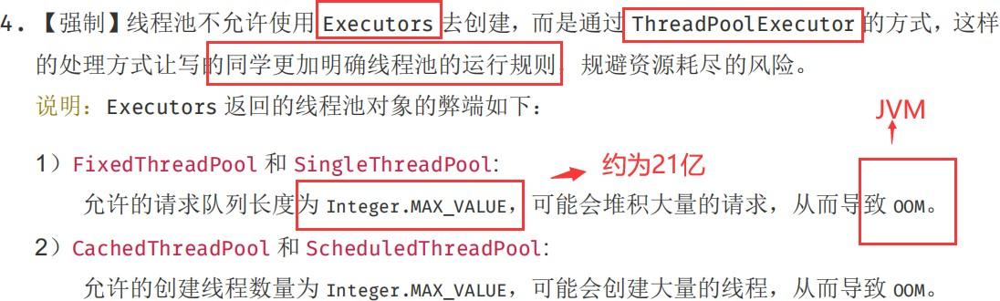 4. 【强制】线程池不允许使用 Executors 去创建，而是通过 ThreadPoolExecutor 的方式，这样
的处理方式让写的同学更加明确线程池的运行规则，规避资源耗尽的风险。
说明：Executors 返回的线程池对象的弊端如下：
JVM
1）FixedThreadPool 和 SingleThreadPool:
约为21亿
允许的请求队列长度为 Integer.MAX_VALUE，可能会堆积大量的请求，从而导致 OOM。
2）CachedThreadPool 和 ScheduledThreadPool:
允许的创建线程数量为 Integer.MAX_VALUE，可能会创建大量的线程，从而导致 OOM。